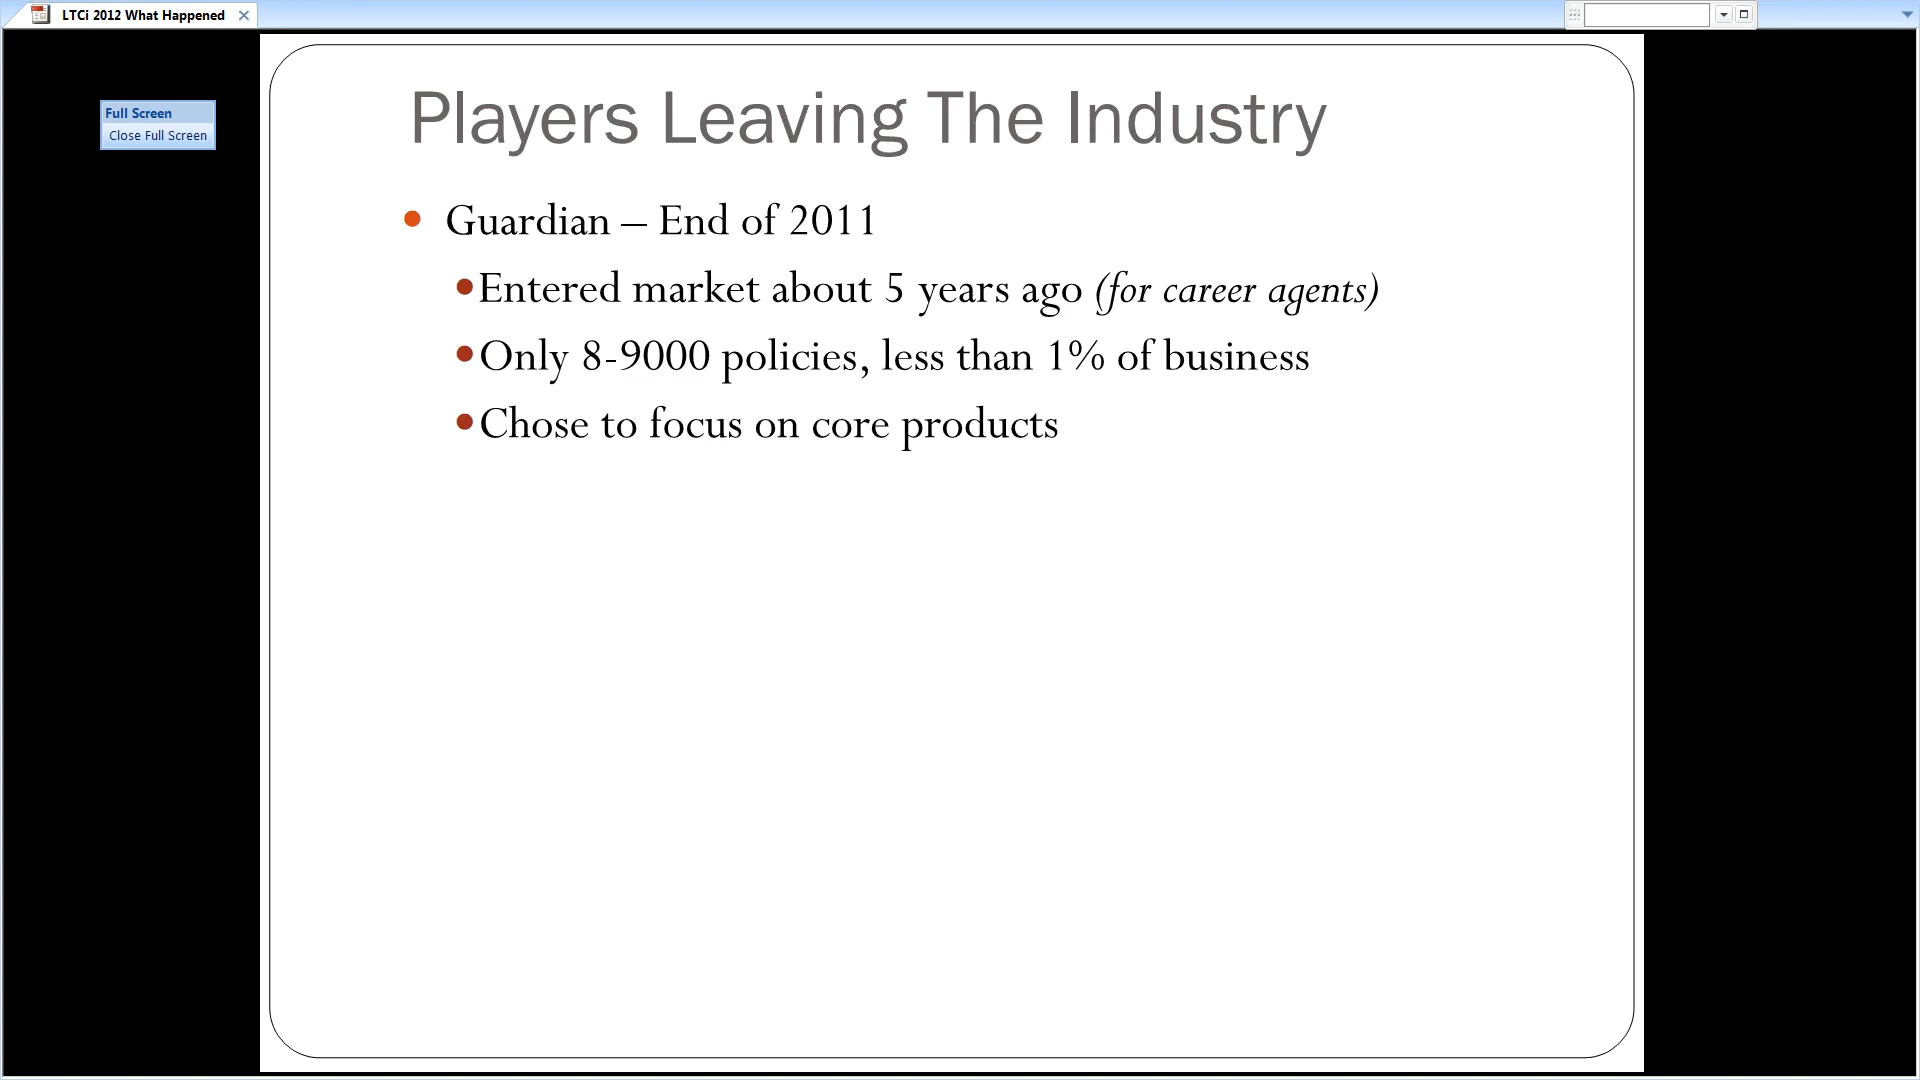 LTCi 2012 What Happened
Full Screen
Close Full Screen
Players Leaving The Industry
Guardian – End of 2011
Entered market about 5 years ago (for career agents)
Only 8-9000 policies, less than 1% of business
Chose to focus on core products